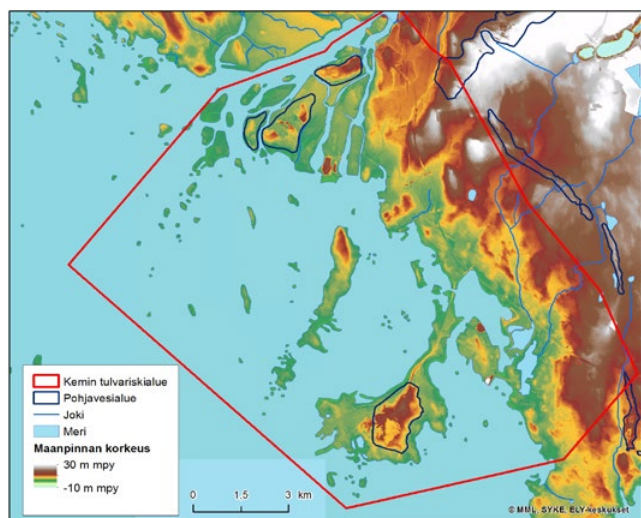 Kemin tulvariskialue
Pohjavesialue
Joki
Meri
Maanpinnan korkeus
30 m mpy
-10 m mpy
0 1,5 3 km
© MML, SYKE, ELY-keskukset